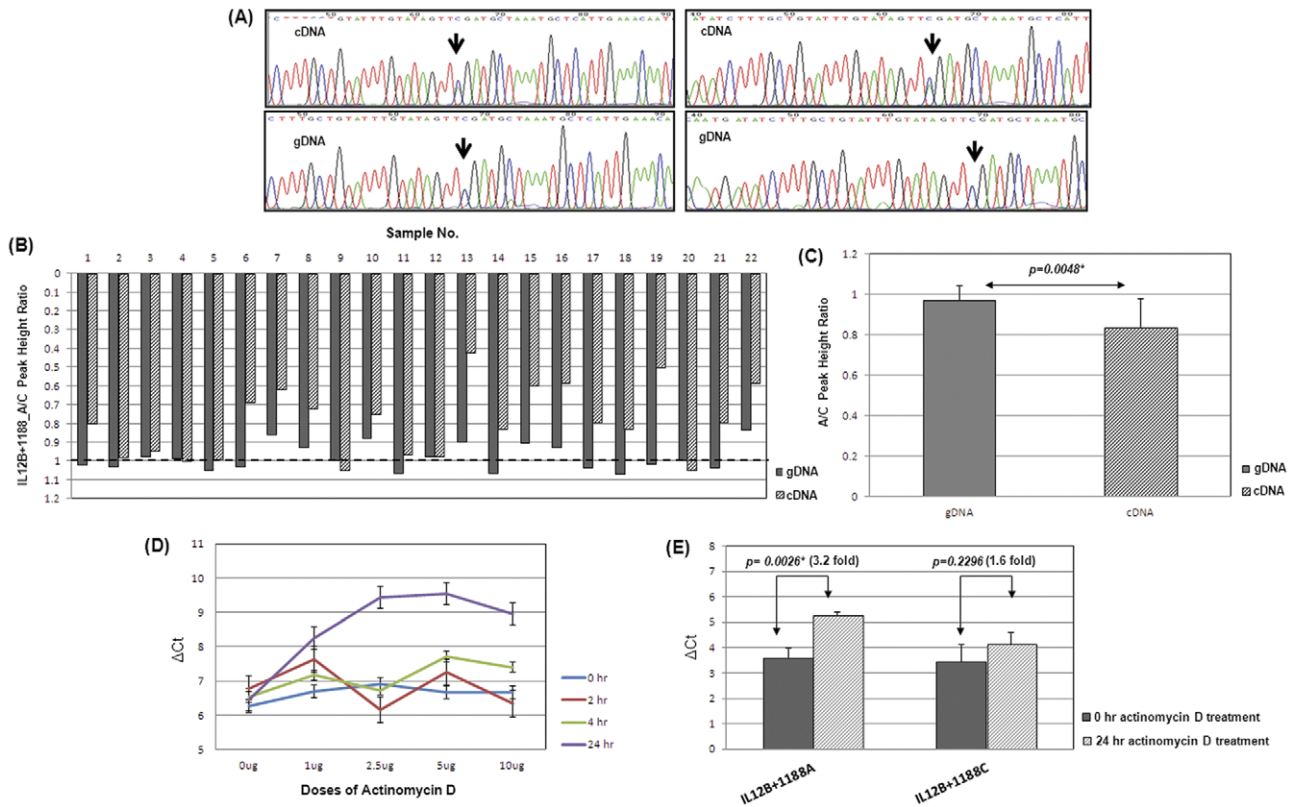 (A)
cDNA
GTATTTGTATAGTTCGATGCTAAATGCTCATTGAAACAAT
cDNA
ATATCTTTGCTGTATTTGTATAGTTCGATGCTAAATGCTCATT
gDNA
CTTTGCTGTATTTGTATAGTTCGATGCTAAATGCTCATTGAAACA
gDNA
CAATGATATCTTTGCTGTATTTGTATAGTTCGATGCTAAATGC
Sample No.
(B)
1 2 3 4 5 6 7 8 9 10 11 12 13 14 15 16 17 18 19 20 21 22
IL12B+1188_A/C Peak Height Ratio
0
0.1
0.2
0.3
0.4
0.5
0.6
0.7
0.8
0.9
1
1.1
1.2
gDNA
cDNA
(C)
A/C Peak Height Ratio
1.2
1
0.8
0.6
0.4
0.2
0
p=0.0048*
gDNA cDNA
gDNA
cDNA
(D)
ΔCt
11
10
9
8
7
6
5
0ug 1ug 2.5ug 5ug 10ug
Doses of Actinomycin D
0 hr
2 hr
4 hr
24 hr
(E)
ΔCt
8
7
6
5
4
3
2
1
0
p= 0.0026* (3.2 fold)
p=0.2296 (1.6 fold)
IL12B+1188A
IL12B+1188C
0 hr actinomycin D treatment
24 hr actinomycin D treatment